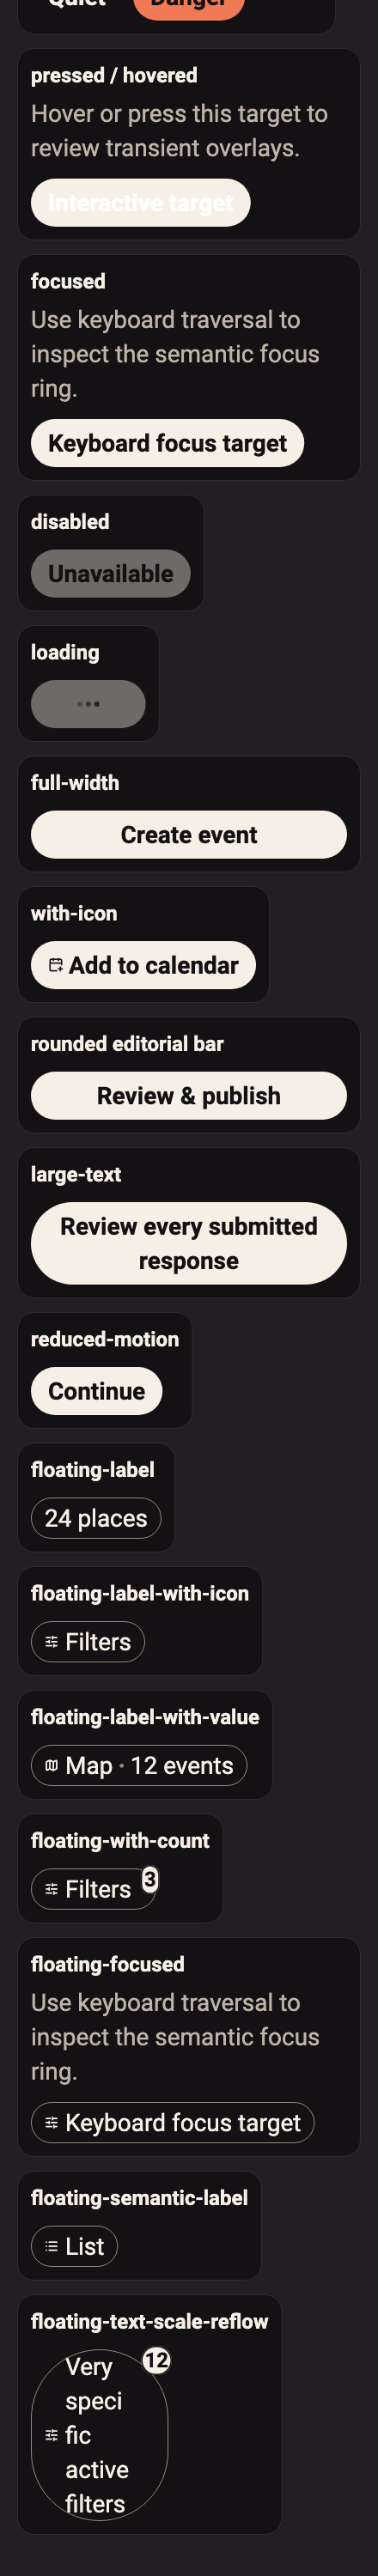 Quiet Danger
pressed / hovered
Hover or press this target to
review transient overlays.
Interactive target
focused
Use keyboard traversal to
inspect the semantic focus
ring.
Keyboard focus target
disabled
Unavailable
loading
full-width
Create event
with-icon
Add to calendar
rounded editorial bar
Review & publish
large-text
Review every submitted
response
reduced-motion
Continue
floating-label
24 places
floating-label-with-icon
Filters
floating-label-with-value
Map · 12 events
floating-with-count
Filters 3
floating-focused
Use keyboard traversal to
inspect the semantic focus
ring.
Keyboard focus target
floating-semantic-label
List
floating-text-scale-reflow
Very 12
speci
fic
active
filters